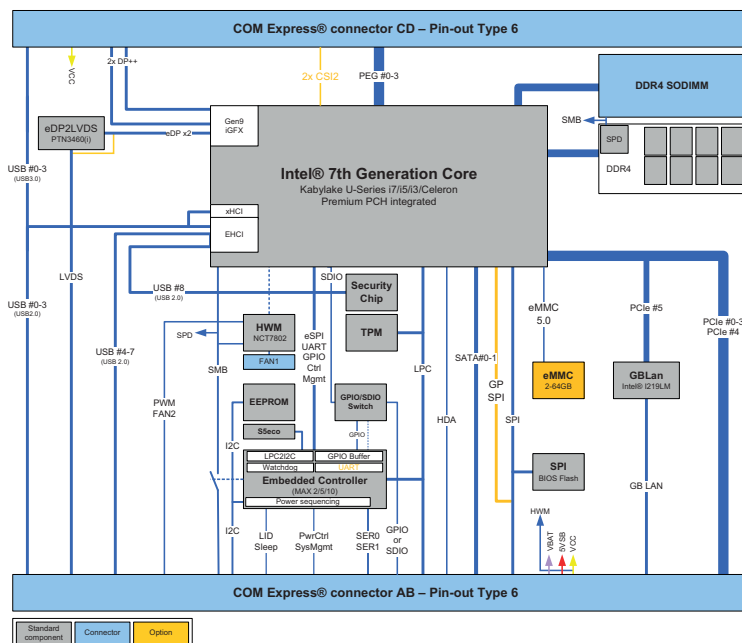 COM Express® connector CD – Pin-out Type 6
VCC
2x DP++
2x CSI2
PEG #0-3
DDR4 SODIMM
eDP2LVDS
PTN3460(i)
eDP x2
Gen9
iGFX
SMB
SPD
DDR4
USB #0-3
(USB3.0)
Intel® 7th Generation Core
Kabylake U-Series i7/i5/i3/Celeron
Premium PCH integrated
xHCI
EHCI
LVDS
USB #8
(USB 2.0)
SDIO
Security
Chip
USB #0-3
(USB2.0)
USB #4-7
(USB 2.0)
SPD
HWM
NCT7802
FAN1
TPM
eSPI
UART
GPIO
Ctrl
Mgmt
SMB
PWM
FAN2
LPC
HDA
SATA#0-1
GP
SPI
SPI
eMMC
5.0
eMMC
2-64GB
PCIe #5
PCIe #0-3
PCIe #4
GBLan
Intel® I219LM
EEPROM
GPIO/SDIO
Switch
S5eco
GPIO
I2C
LPC2I2C
GPIO Buffer
Watchdog
UART
Embedded Controller
(MAX 2/5/10)
Power sequencing
SPI
BIOS Flash
GB LAN
I2C
LID
Sleep
PwrCtrl
SysMgmt
SER0
SER1
GPIO
or
SDIO
HWM
VBAT
5VSB
VCC
COM Express® connector AB – Pin-out Type 6
Standard
component
Connector
Option